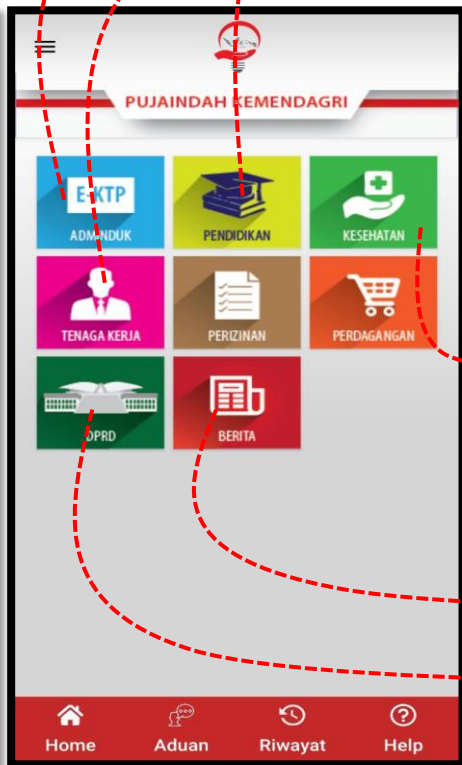 PUJAINDAH KEMENDAGRI
E-KTP
ADMINDUK
PENDIDIKAN
KESEHATAN
TENAGA KERJA
PERIZINAN
PERDAGANGAN
DPRD
BERITA
Home
Aduan
Riwayat
Help